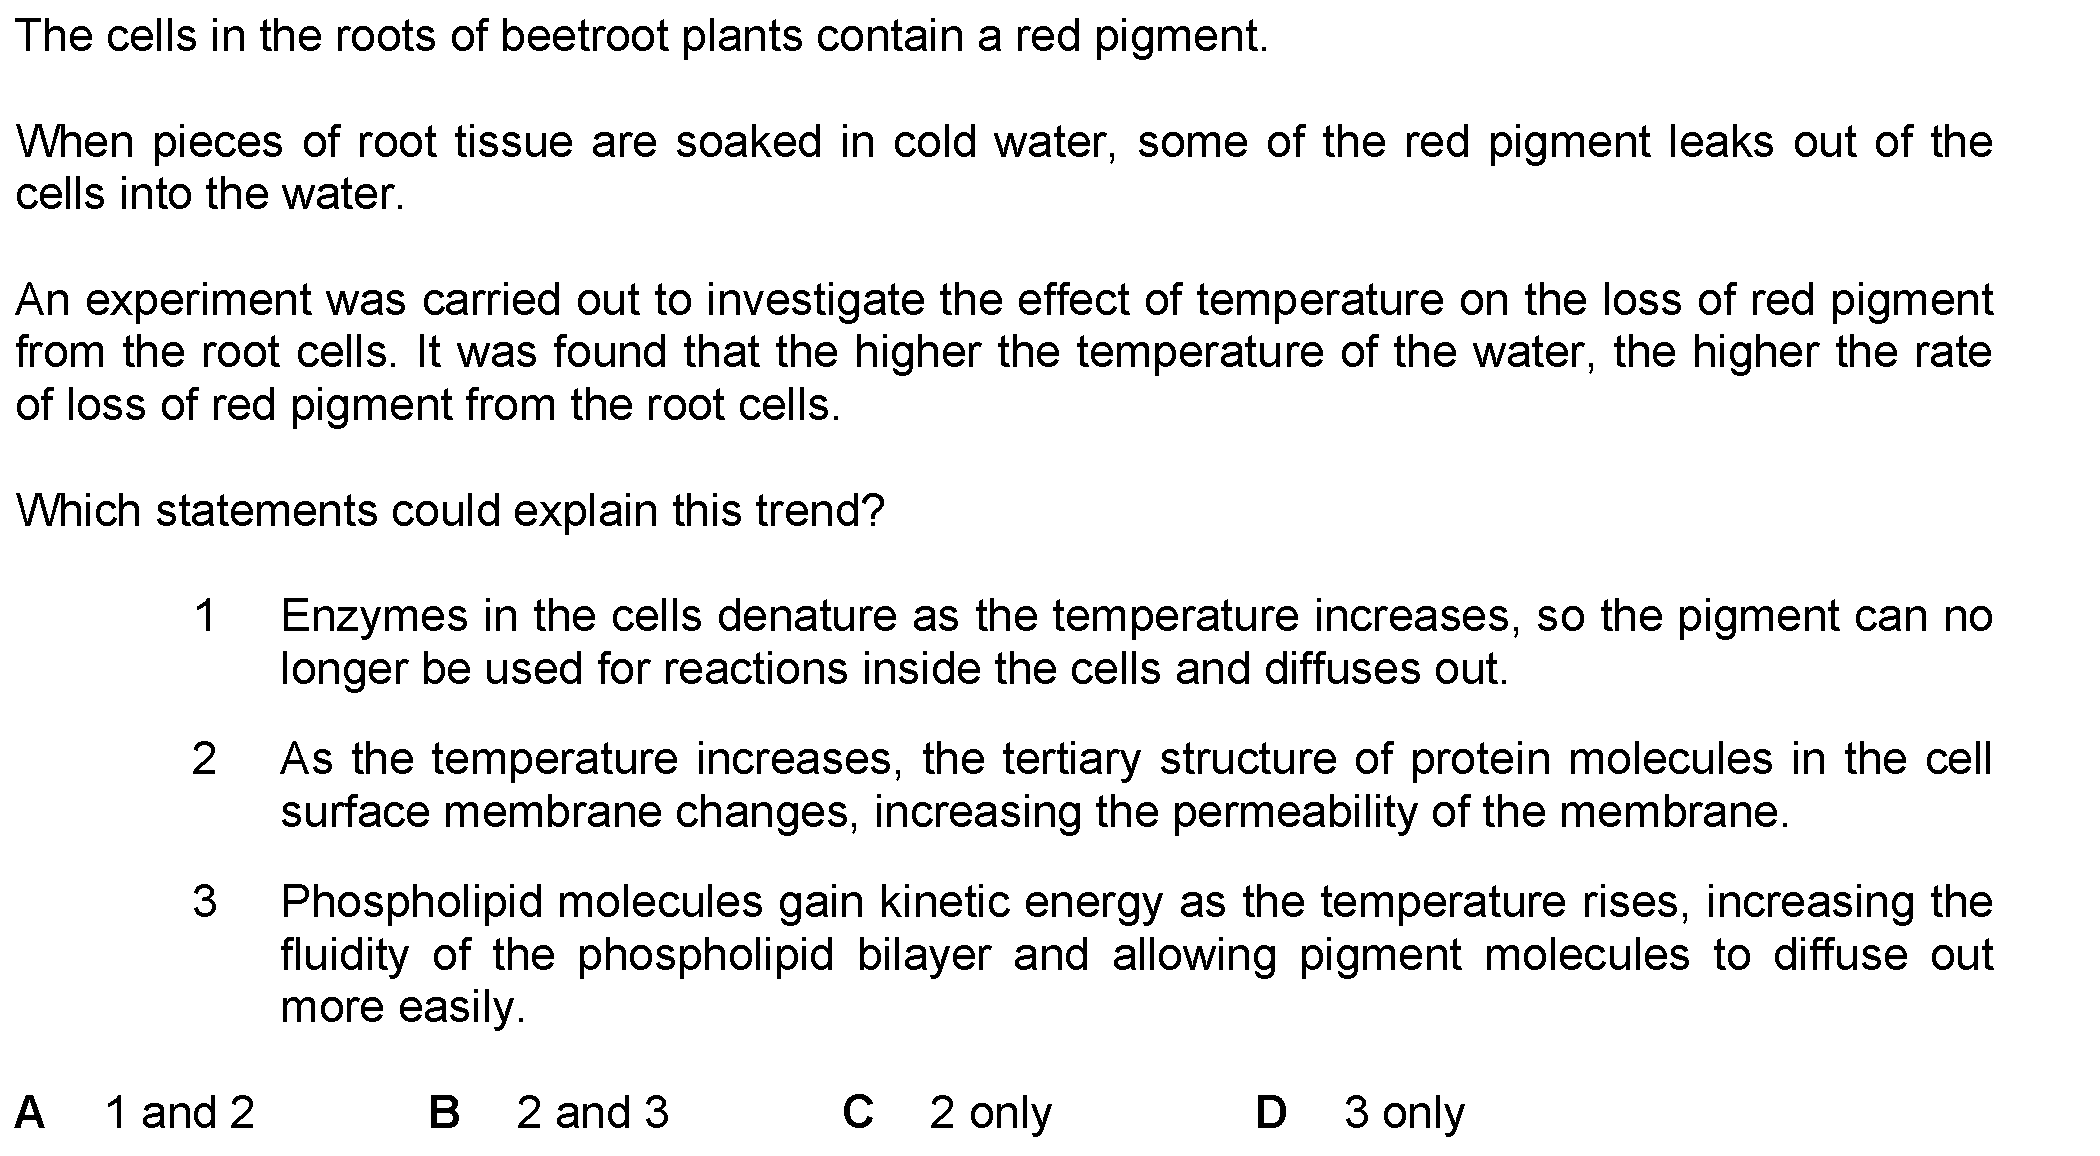 The cells in the roots of beetroot plants contain a red pigment.
When pieces of root tissue are soaked in cold water, some of the red pigment leaks out of the
cells into the water.
An experiment was carried out to investigate the effect of temperature on the loss of red pigment
from the root cells. It was found that the higher the temperature of the water, the higher the rate
of loss of red pigment from the root cells.
Which statements could explain this trend?
1 Enzymes in the cells denature as the temperature increases, so the pigment can no
longer be used for reactions inside the cells and diffuses out.
2 As the temperature increases, the tertiary structure of protein molecules in the cell
surface membrane changes, increasing the permeability of the membrane.
3 Phospholipid molecules gain kinetic energy as the temperature rises, increasing the
fluidity of the phospholipid bilayer and allowing pigment molecules to diffuse out
more easily.
A 1 and 2 B 2 and 3 C 2 only D 3 only